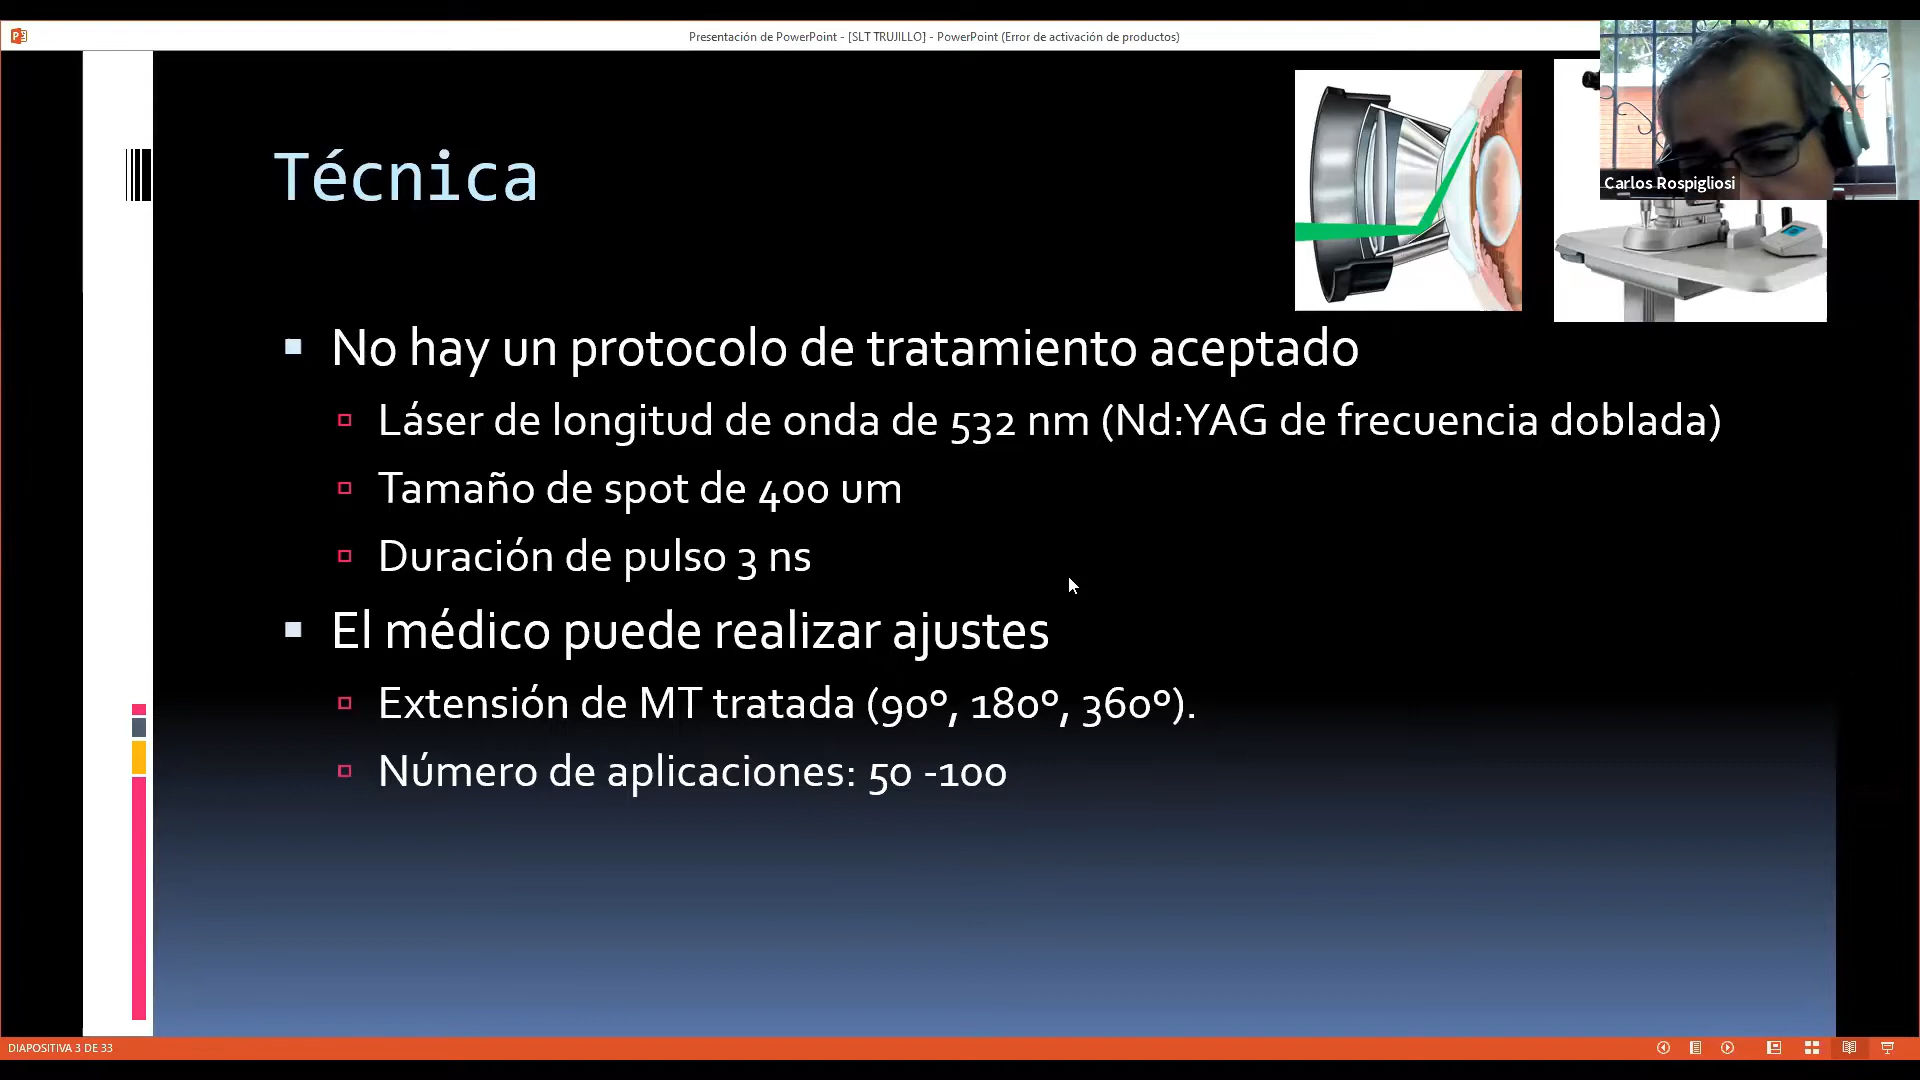 Presentación de PowerPoint - [SLT TRUJILLO] - PowerPoint (Error de activación de productos)
Carlos Rospigliosi
Técnica
No hay un protocolo de tratamiento aceptado
Láser de longitud de onda de 532 nm (Nd:YAG de frecuencia doblada)
Tamaño de spot de 400 um
Duración de pulso 3 ns
El médico puede realizar ajustes
Extensión de MT tratada (90º, 180º, 360º).
Número de aplicaciones: 50 -100
DIAPOSITIVA 3 DE 33